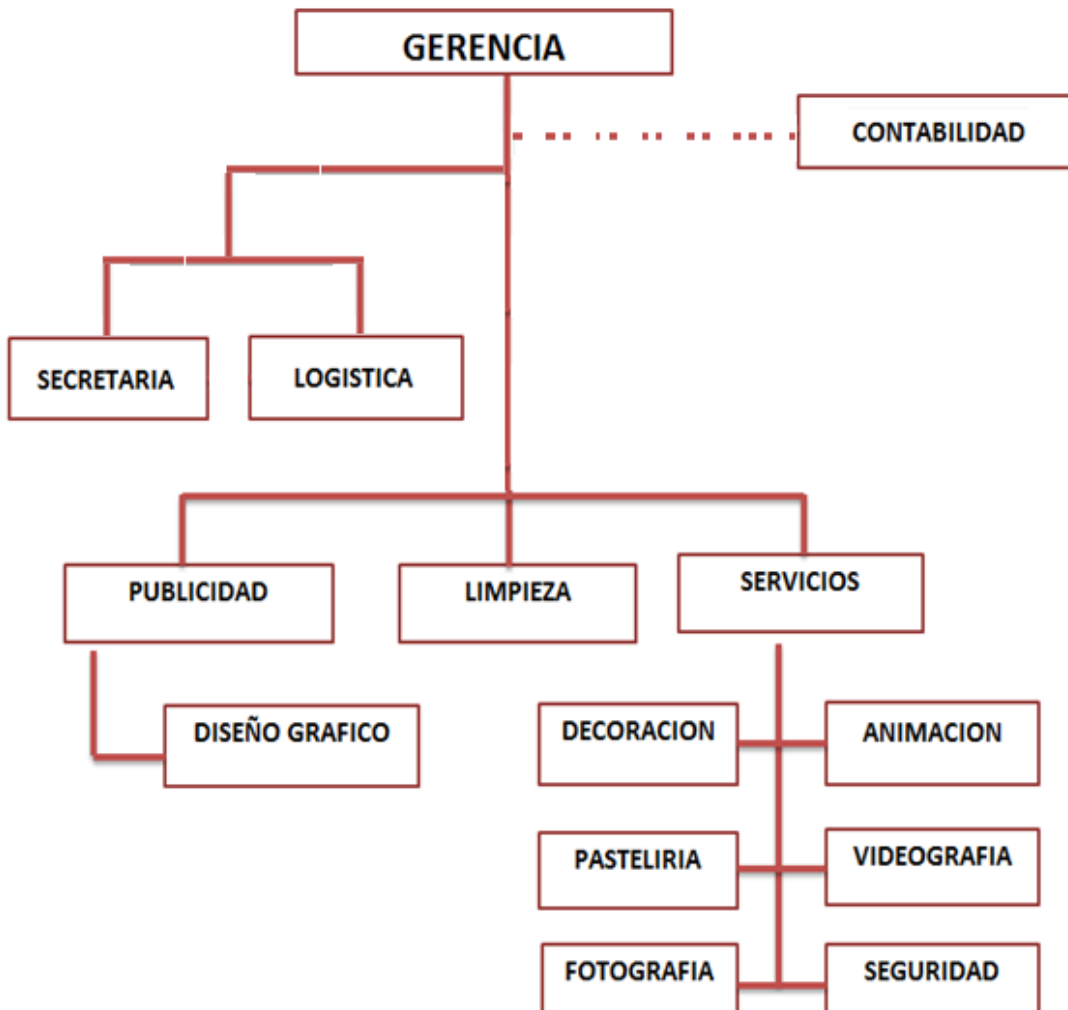 GERENCIA
CONTABILIDAD
SECRETARIA
LOGISTICA
PUBLICIDAD
LIMPIEZA
SERVICIOS
DISEÑO GRAFICO
DECORACION
ANIMACION
PASTELIRIA
VIDEOGRAFIA
FOTOGRAFIA
SEGURIDAD